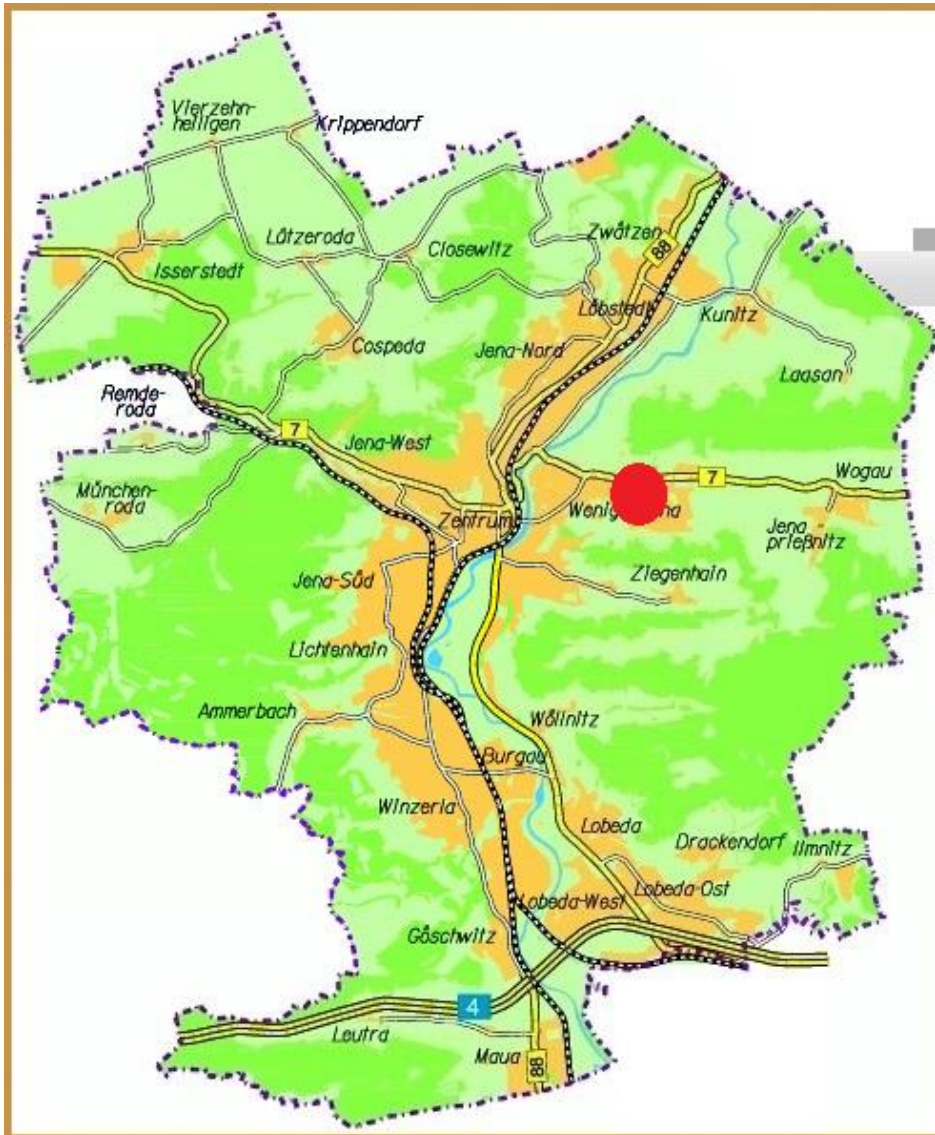 Vierzehn-
heiligen
Krippendorf
Zwätzen
88
Lützeroda
Closewitz
Isserstedt
Löbstedt
Kunitz
Cospeda
Jena-Nord
Laasan
Remde-
roda
7
Jena-West
Wogau
7
München-
roda
Zentrum
Jena
prießnitz
Jena-Süd
Ziegenhain
Lichtenhain
Ammerbach
Wöllnitz
Burgau
Winzerla
Lobeda
Drackendorf
Ilmnitz
Lobeda-Ost
Lobeda-West
Göschwitz
4
Leutra
Maua
88